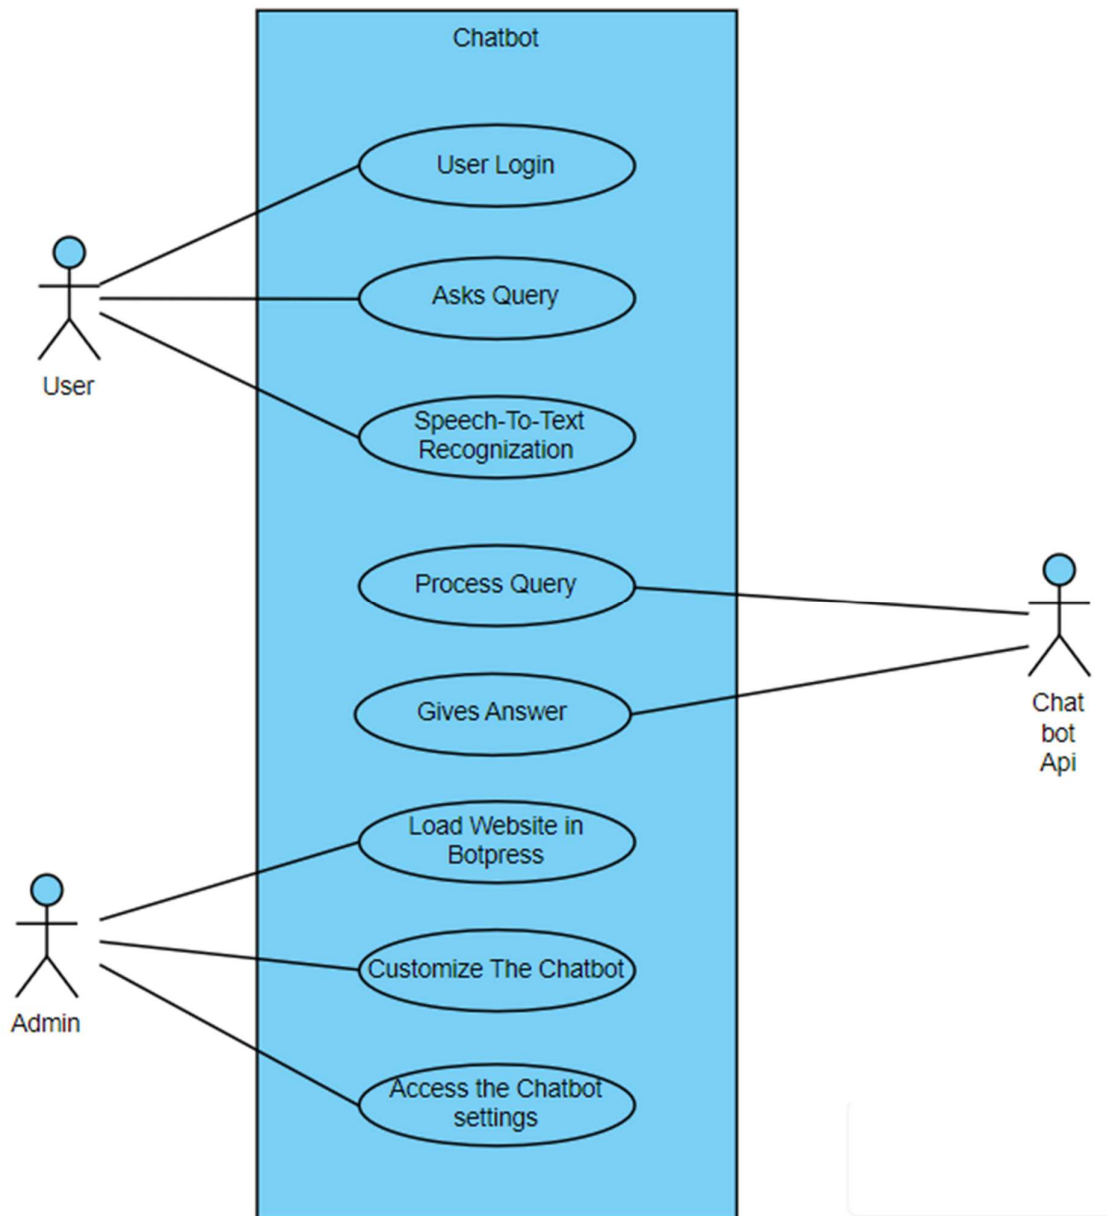 Chatbot
User Login
Asks Query
User
Speech-To-Text
Recognization
Process Query
Gives Answer
Chat
bot
Api
Load Website in
Botpress
Customize The Chatbot
Admin
Access the Chatbot
settings